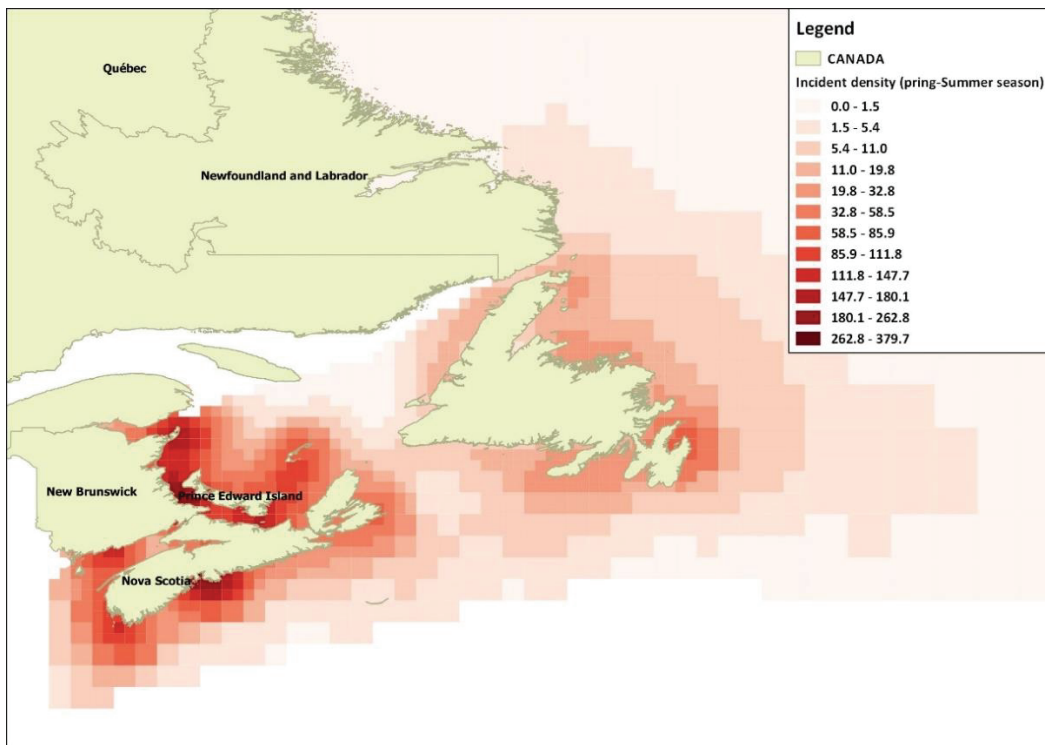 Québec
Newfoundland and Labrador
New Brunswick
Prince Edward Island
Nova Scotia
Legend
CANADA
Incident density (pring-Summer season)
0.0 - 1.5
1.5 - 5.4
5.4 - 11.0
11.0 - 19.8
19.8 - 32.8
32.8 - 58.5
58.5 - 85.9
85.9 - 111.8
111.8 - 147.7
147.7 - 180.1
180.1 - 262.8
262.8 - 379.7